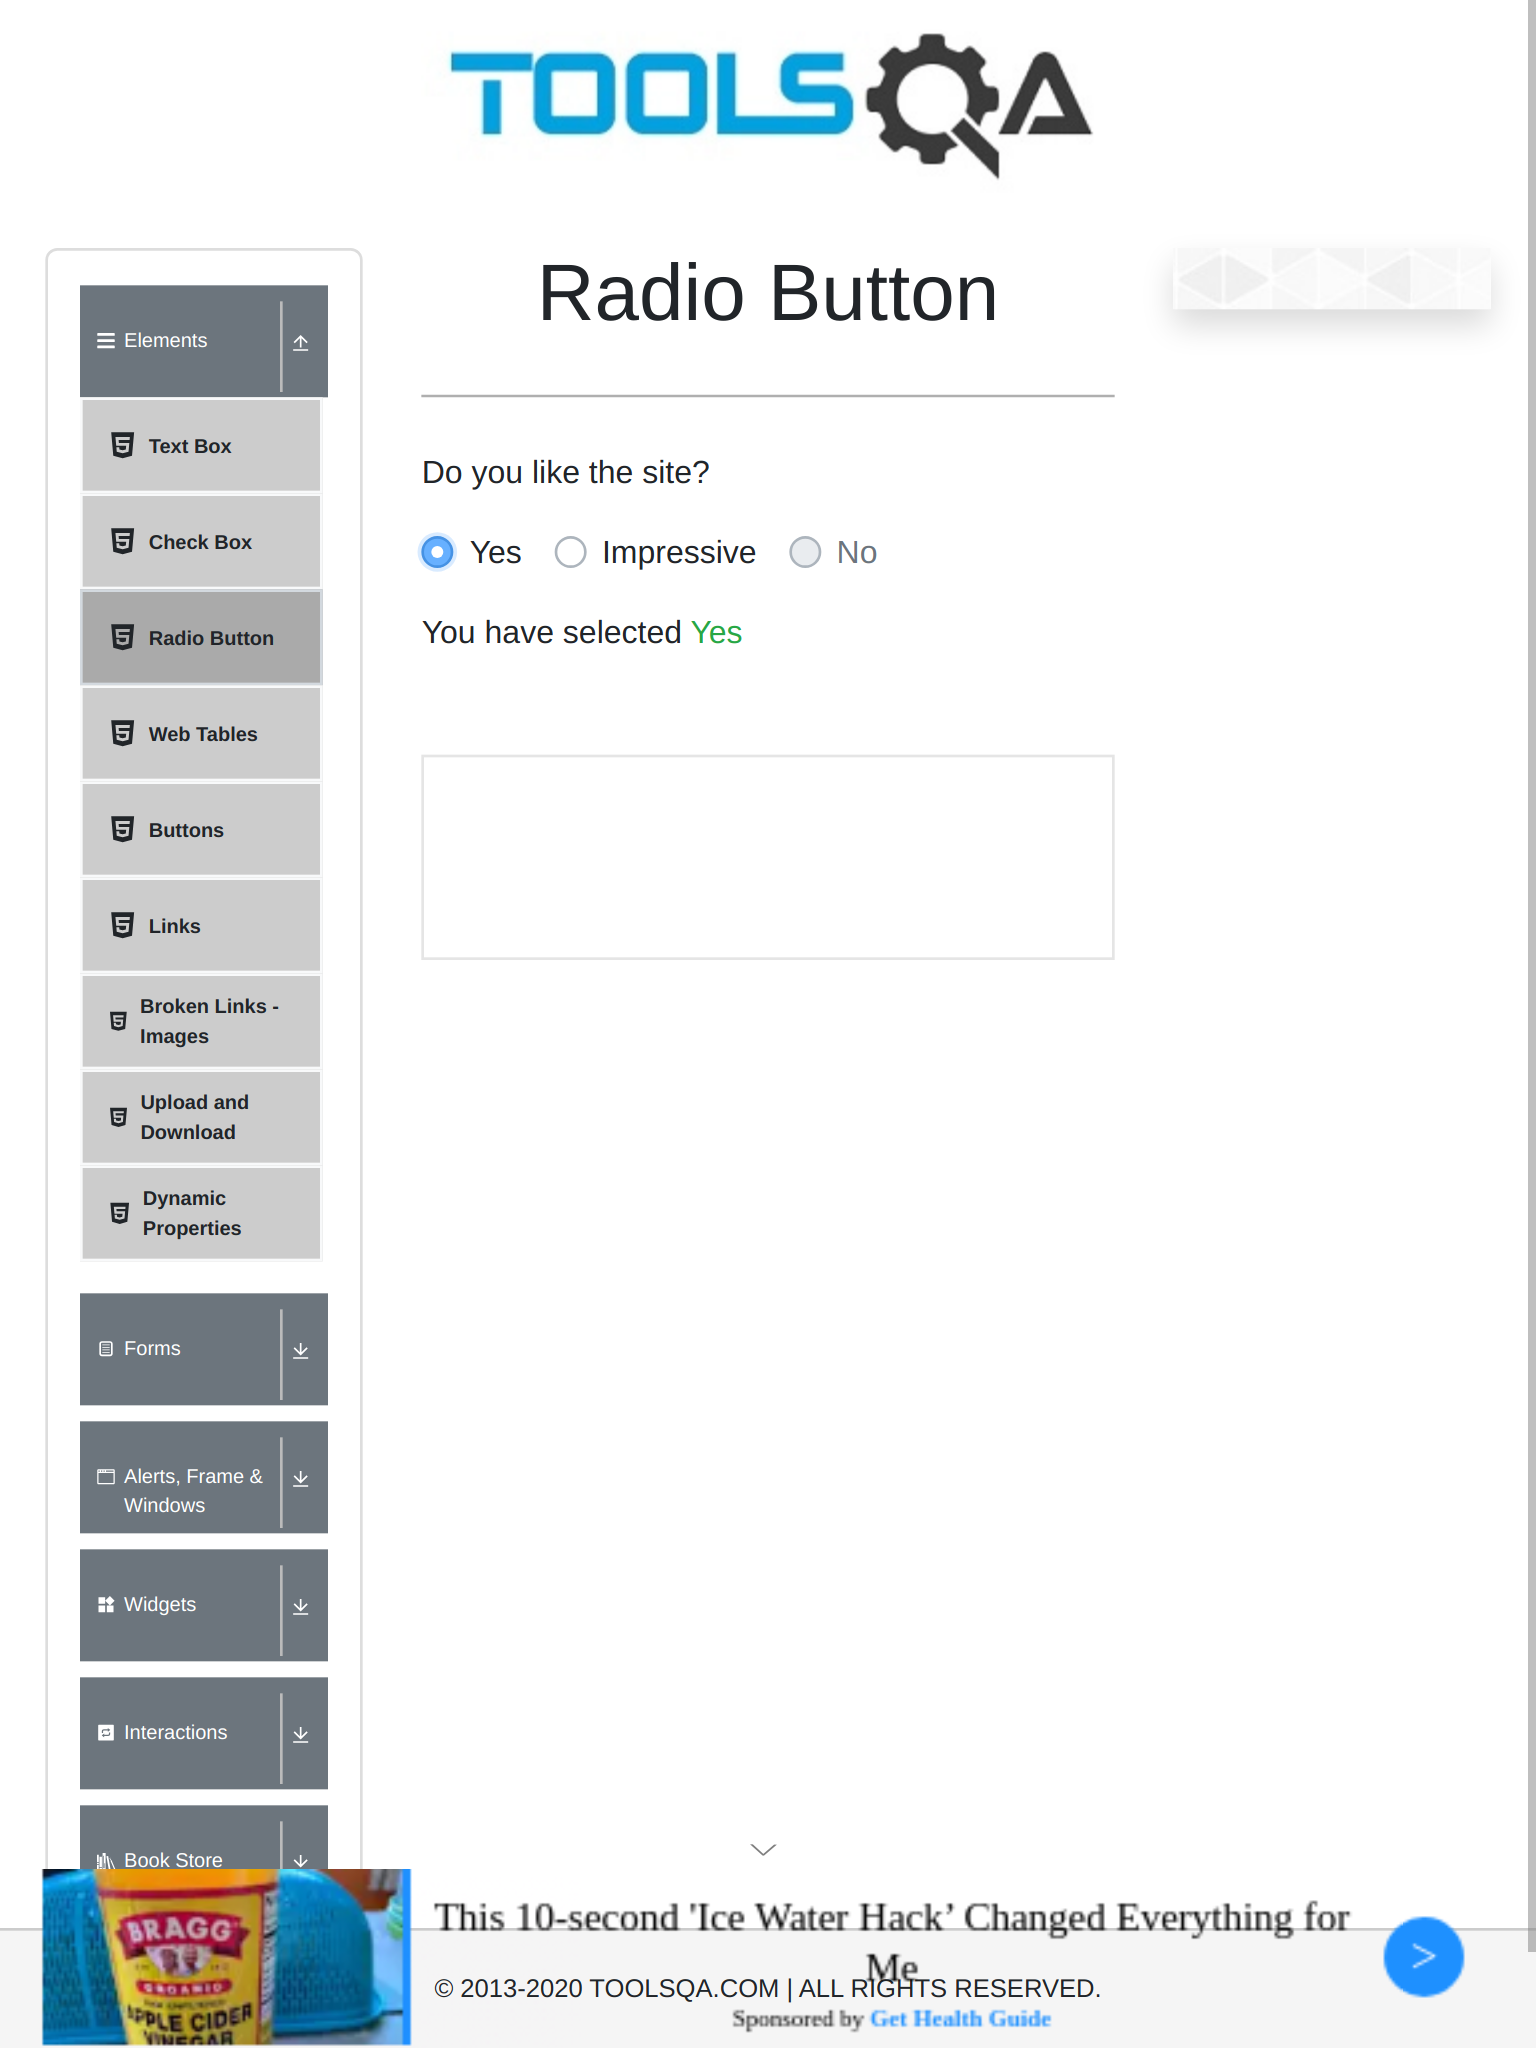 TOOLSQA
Radio Button
Elements
Text Box
Check Box
Radio Button
Web Tables
Buttons
Links
Broken Links -
Images
Upload and
Download
Dynamic
Properties
Forms
Alerts, Frame &
Windows
Widgets
Interactions
Book Store
Do you like the site?
Yes Impressive No
You have selected Yes
BRAGG
ORGANIC
APPLE CIDER
VINEGAR
This 10-second 'Ice Water Hack’ Changed Everything for
Me
© 2013-2020 TOOLSQA.COM | ALL RIGHTS RESERVED.
Sponsored by Get Health Guide
>